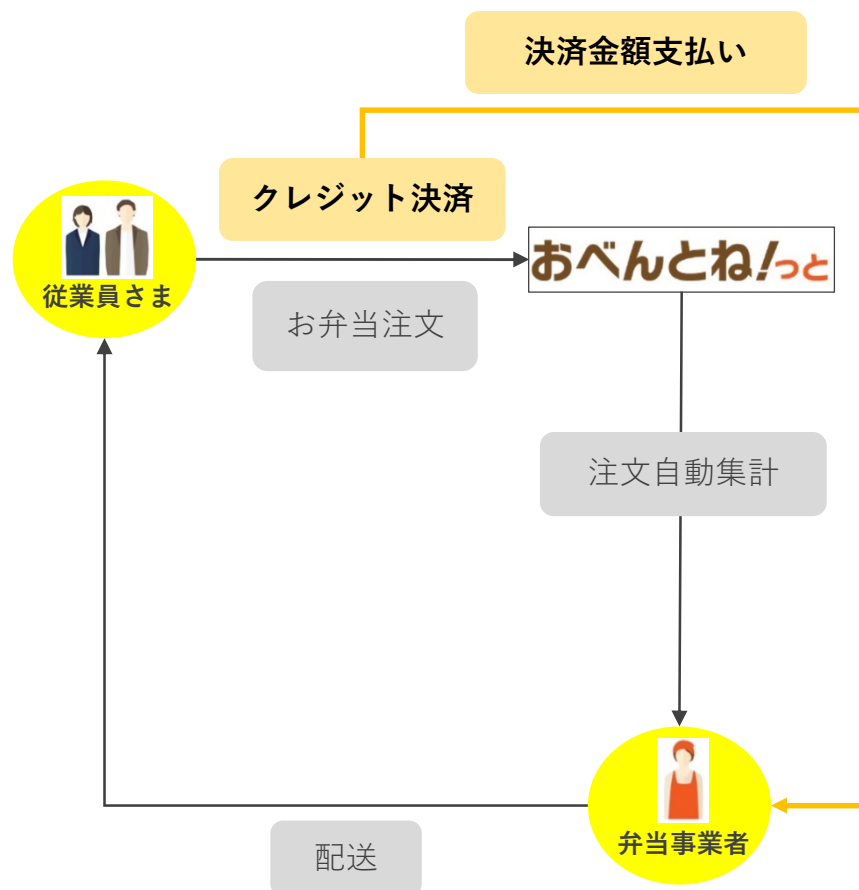 決済金額支払い
クレジット決済
おべんとね!っと
従業員さま
お弁当注文
注文自動集計
弁当事業者
配送